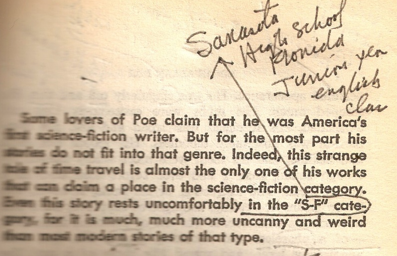 Sarasota
High school
Florida
Junior year
english
class
Some lovers of Poe claim that he was America's
first science-fiction writer. But for the most part his
stories do not fit into that genre. Indeed, this strange
tale of time travel is almost the only one of his works
that can claim a place in the science-fiction category.
Even this story rests uncomfortably in the "S-F" cate-
gory, for it is much, much more uncanny and weird
than most modern stories of that type.